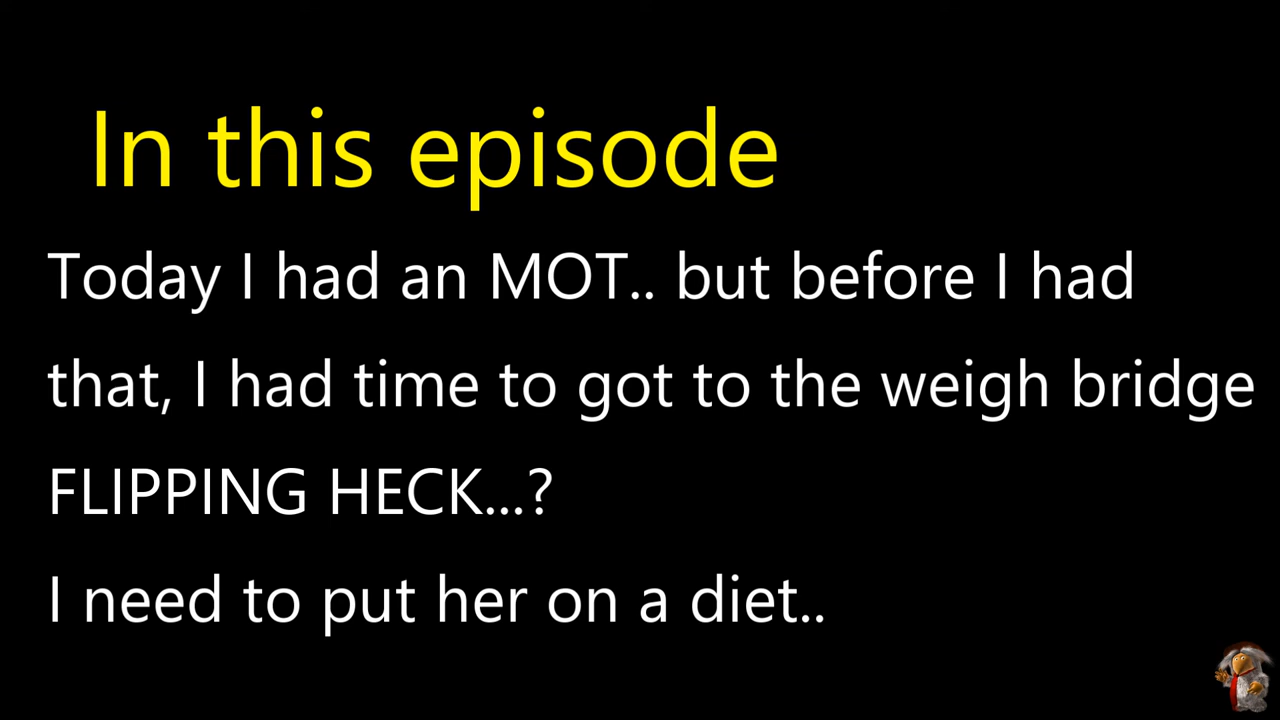 In this episode
Today I had an MOT.. but before I had
that, I had time to got to the weigh bridge
FLIPPING HECK...?
I need to put her on a diet..